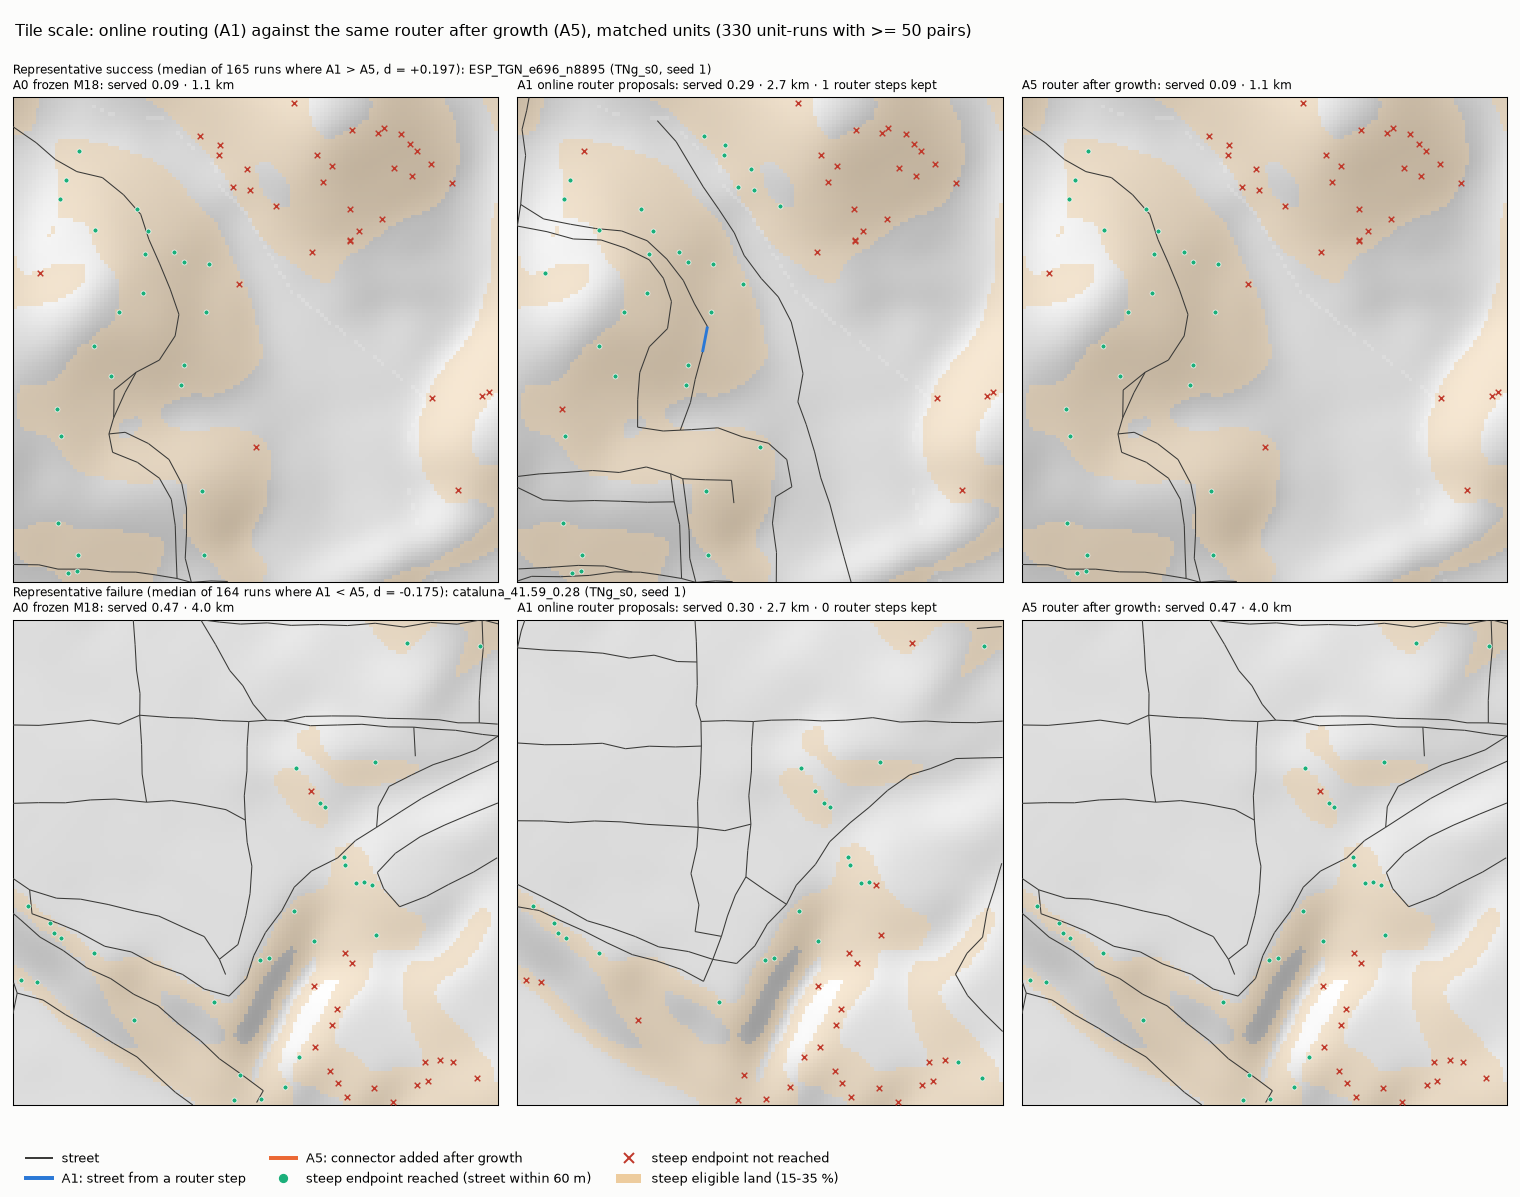 Tile scale: online routing (A1) against the same router after growth (A5), matched units (330 unit-runs with >= 50 pairs)
Representative success (median of 165 runs where A1 > A5, d = +0.197): ESP_TGN_e696_n8895 (TNg_s0, seed 1)
A0 frozen M18: served 0.09 · 1.1 km
A1 online router proposals: served 0.29 · 2.7 km · 1 router steps kept
A5 router after growth: served 0.09 · 1.1 km
Representative failure (median of 164 runs where A1 < A5, d = -0.175): cataluna_41.59_0.28 (TNg_s0, seed 1)
A0 frozen M18: served 0.47 · 4.0 km
A1 online router proposals: served 0.30 · 2.7 km · 0 router steps kept
A5 router after growth: served 0.47 · 4.0 km
street
A1: street from a router step
A5: connector added after growth
steep endpoint reached (street within 60 m)
steep endpoint not reached
steep eligible land (15-35 %)